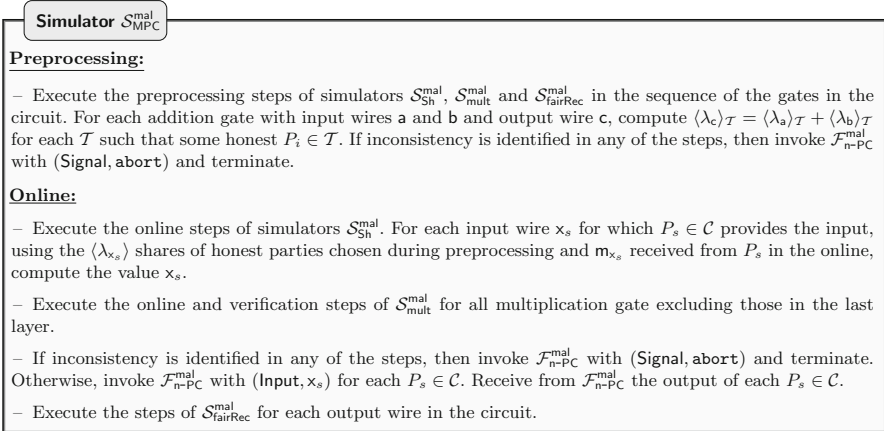 Simulator 𝒮^mal_MPC
Preprocessing:
– Execute the preprocessing steps of simulators 𝒮^mal_Sh, 𝒮^mal_mult and 𝒮^mal_fairRec in the sequence of the gates in the
circuit. For each addition gate with input wires a and b and output wire c, compute ⟨λ_c⟩_𝒯 = ⟨λ_a⟩_𝒯 + ⟨λ_b⟩_𝒯
for each 𝒯 such that some honest P_i ∈ 𝒯. If inconsistency is identified in any of the steps, then invoke ℱ^mal_n-PC
with (Signal, abort) and terminate.
Online:
– Execute the online steps of simulators 𝒮^mal_Sh. For each input wire x_s for which P_s ∈ 𝒞 provides the input,
using the ⟨λ_x_s⟩ shares of honest parties chosen during preprocessing and m_x_s received from P_s in the online,
compute the value x_s.
– Execute the online and verification steps of 𝒮^mal_mult for all multiplication gate excluding those in the last
layer.
– If inconsistency is identified in any of the steps, then invoke ℱ^mal_n-PC with (Signal, abort) and terminate.
Otherwise, invoke ℱ^mal_n-PC with (Input, x_s) for each P_s ∈ 𝒞. Receive from ℱ^mal_n-PC the output of each P_s ∈ 𝒞.
– Execute the steps of 𝒮^mal_fairRec for each output wire in the circuit.